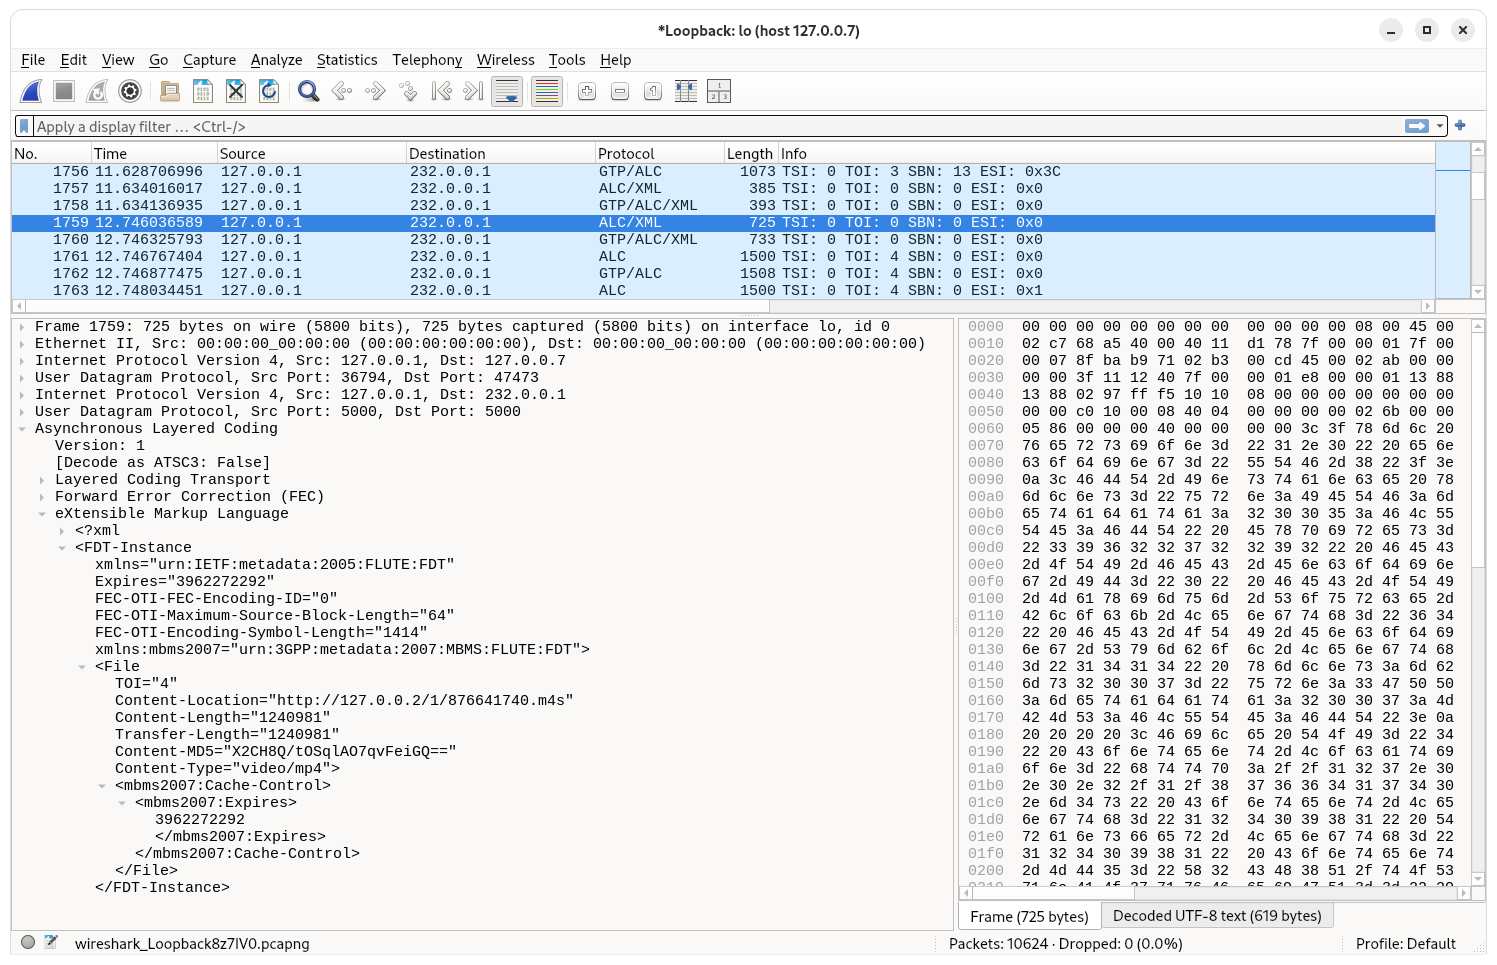 *Loopback: lo (host 127.0.0.7)
File Edit View Go Capture Analyze Statistics Telephony Wireless Tools Help
Apply a display filter … <Ctrl-/>
No. Time Source Destination Protocol Length Info
1756 11.628706996 127.0.0.1 232.0.0.1 GTP/ALC 1073 TSI: 0 TOI: 3 SBN: 13 ESI: 0x3C
1757 11.634016017 127.0.0.1 232.0.0.1 ALC/XML 385 TSI: 0 TOI: 0 SBN: 0 ESI: 0x0
1758 11.634136935 127.0.0.1 232.0.0.1 GTP/ALC/XML 393 TSI: 0 TOI: 0 SBN: 0 ESI: 0x0
1759 12.746036589 127.0.0.1 232.0.0.1 ALC/XML 725 TSI: 0 TOI: 0 SBN: 0 ESI: 0x0
1760 12.746325793 127.0.0.1 232.0.0.1 GTP/ALC/XML 733 TSI: 0 TOI: 0 SBN: 0 ESI: 0x0
1761 12.746767404 127.0.0.1 232.0.0.1 ALC 1500 TSI: 0 TOI: 4 SBN: 0 ESI: 0x0
1762 12.746877475 127.0.0.1 232.0.0.1 GTP/ALC 1508 TSI: 0 TOI: 4 SBN: 0 ESI: 0x0
1763 12.748034451 127.0.0.1 232.0.0.1 ALC 1500 TSI: 0 TOI: 4 SBN: 0 ESI: 0x1
Frame 1759: 725 bytes on wire (5800 bits), 725 bytes captured (5800 bits) on interface lo, id 0
Ethernet II, Src: 00:00:00_00:00:00 (00:00:00:00:00:00), Dst: 00:00:00_00:00:00 (00:00:00:00:00:00)
Internet Protocol Version 4, Src: 127.0.0.1, Dst: 127.0.0.7
User Datagram Protocol, Src Port: 36794, Dst Port: 47473
Internet Protocol Version 4, Src: 127.0.0.1, Dst: 232.0.0.1
User Datagram Protocol, Src Port: 5000, Dst Port: 5000
Asynchronous Layered Coding
Version: 1
[Decode as ATSC3: False]
Layered Coding Transport
Forward Error Correction (FEC)
eXtensible Markup Language
<?xml
<FDT-Instance
xmlns="urn:IETF:metadata:2005:FLUTE:FDT"
Expires="3962272292"
FEC-OTI-FEC-Encoding-ID="0"
FEC-OTI-Maximum-Source-Block-Length="64"
FEC-OTI-Encoding-Symbol-Length="1414"
xmlns:mbms2007="urn:3GPP:metadata:2007:MBMS:FLUTE:FDT">
<File
TOI="4"
Content-Location="http://127.0.0.2/1/876641740.m4s"
Content-Length="1240981"
Transfer-Length="1240981"
Content-MD5="X2CH8Q/tOSqlAO7qvFeiGQ=="
Content-Type="video/mp4">
<mbms2007:Cache-Control>
<mbms2007:Expires>
3962272292
</mbms2007:Expires>
</mbms2007:Cache-Control>
</File>
</FDT-Instance>
0000 00 00 00 00 00 00 00 00 00 00 00 00 08 00 45 00
0010 02 c7 68 a5 40 00 40 11 d1 78 7f 00 00 01 7f 00
0020 00 07 8f ba b9 71 02 b3 00 cd 45 00 02 ab 00 00
0030 00 00 3f 11 12 40 7f 00 00 01 e8 00 00 01 13 88
0040 13 88 02 97 ff f5 10 10 08 00 00 00 00 00 00 00
0050 00 00 c0 10 00 08 40 04 00 00 00 00 02 6b 00 00
0060 05 86 00 00 00 40 00 00 00 00 3c 3f 78 6d 6c 20
0070 76 65 72 73 69 6f 6e 3d 22 31 2e 30 22 20 65 6e
0080 63 6f 64 69 6e 67 3d 22 55 54 46 2d 38 22 3f 3e
0090 0a 3c 46 44 54 2d 49 6e 73 74 61 6e 63 65 20 78
00a0 6d 6c 6e 73 3d 22 75 72 6e 3a 49 45 54 46 3a 6d
00b0 65 74 61 64 61 74 61 3a 32 30 30 35 3a 46 4c 55
00c0 54 45 3a 46 44 54 22 20 45 78 70 69 72 65 73 3d
00d0 22 33 39 36 32 32 37 32 32 39 32 22 20 46 45 43
00e0 2d 4f 54 49 2d 46 45 43 2d 45 6e 63 6f 64 69 6e
00f0 67 2d 49 44 3d 22 30 22 20 46 45 43 2d 4f 54 49
0100 2d 4d 61 78 69 6d 75 6d 2d 53 6f 75 72 63 65 2d
0110 42 6c 6f 63 6b 2d 4c 65 6e 67 74 68 3d 22 36 34
0120 22 20 46 45 43 2d 4f 54 49 2d 45 6e 63 6f 64 69
0130 6e 67 2d 53 79 6d 62 6f 6c 2d 4c 65 6e 67 74 68
0140 3d 22 31 34 31 34 22 20 78 6d 6c 6e 73 3a 6d 62
0150 6d 73 32 30 30 37 3d 22 75 72 6e 3a 33 47 50 50
0160 3a 6d 65 74 61 64 61 74 61 3a 32 30 30 37 3a 4d
0170 42 4d 53 3a 46 4c 55 54 45 3a 46 44 54 22 3e 0a
0180 20 20 20 20 3c 46 69 6c 65 20 54 4f 49 3d 22 34
0190 22 20 43 6f 6e 74 65 6e 74 2d 4c 6f 63 61 74 69
01a0 6f 6e 3d 22 68 74 74 70 3a 2f 2f 31 32 37 2e 30
01b0 2e 30 2e 32 2f 31 2f 38 37 36 36 34 31 37 34 30
01c0 2e 6d 34 73 22 20 43 6f 6e 74 65 6e 74 2d 4c 65
01d0 6e 67 74 68 3d 22 31 32 34 30 39 38 31 22 20 54
01e0 72 61 6e 73 66 65 72 2d 4c 65 6e 67 74 68 3d 22
01f0 31 32 34 30 39 38 31 22 20 43 6f 6e 74 65 6e 74
0200 2d 4d 44 35 3d 22 58 32 43 48 38 51 2f 74 4f 53
Frame (725 bytes) Decoded UTF-8 text (619 bytes)
wireshark_Loopback8z7IV0.pcapng Packets: 10624 · Dropped: 0 (0.0%) Profile: Default